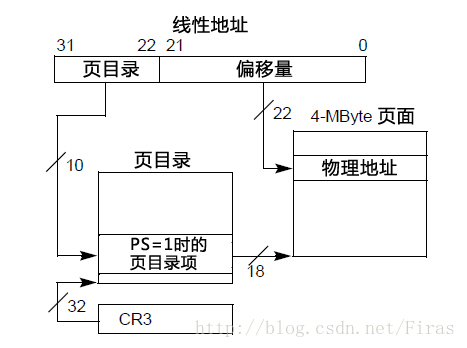 线性地址
31 22 21 0
页目录 偏移量
22
4-MByte 页面
10
页目录
物理地址
PS=1时的
页目录项
18
32
CR3
http://blog.csdn.net/Firas